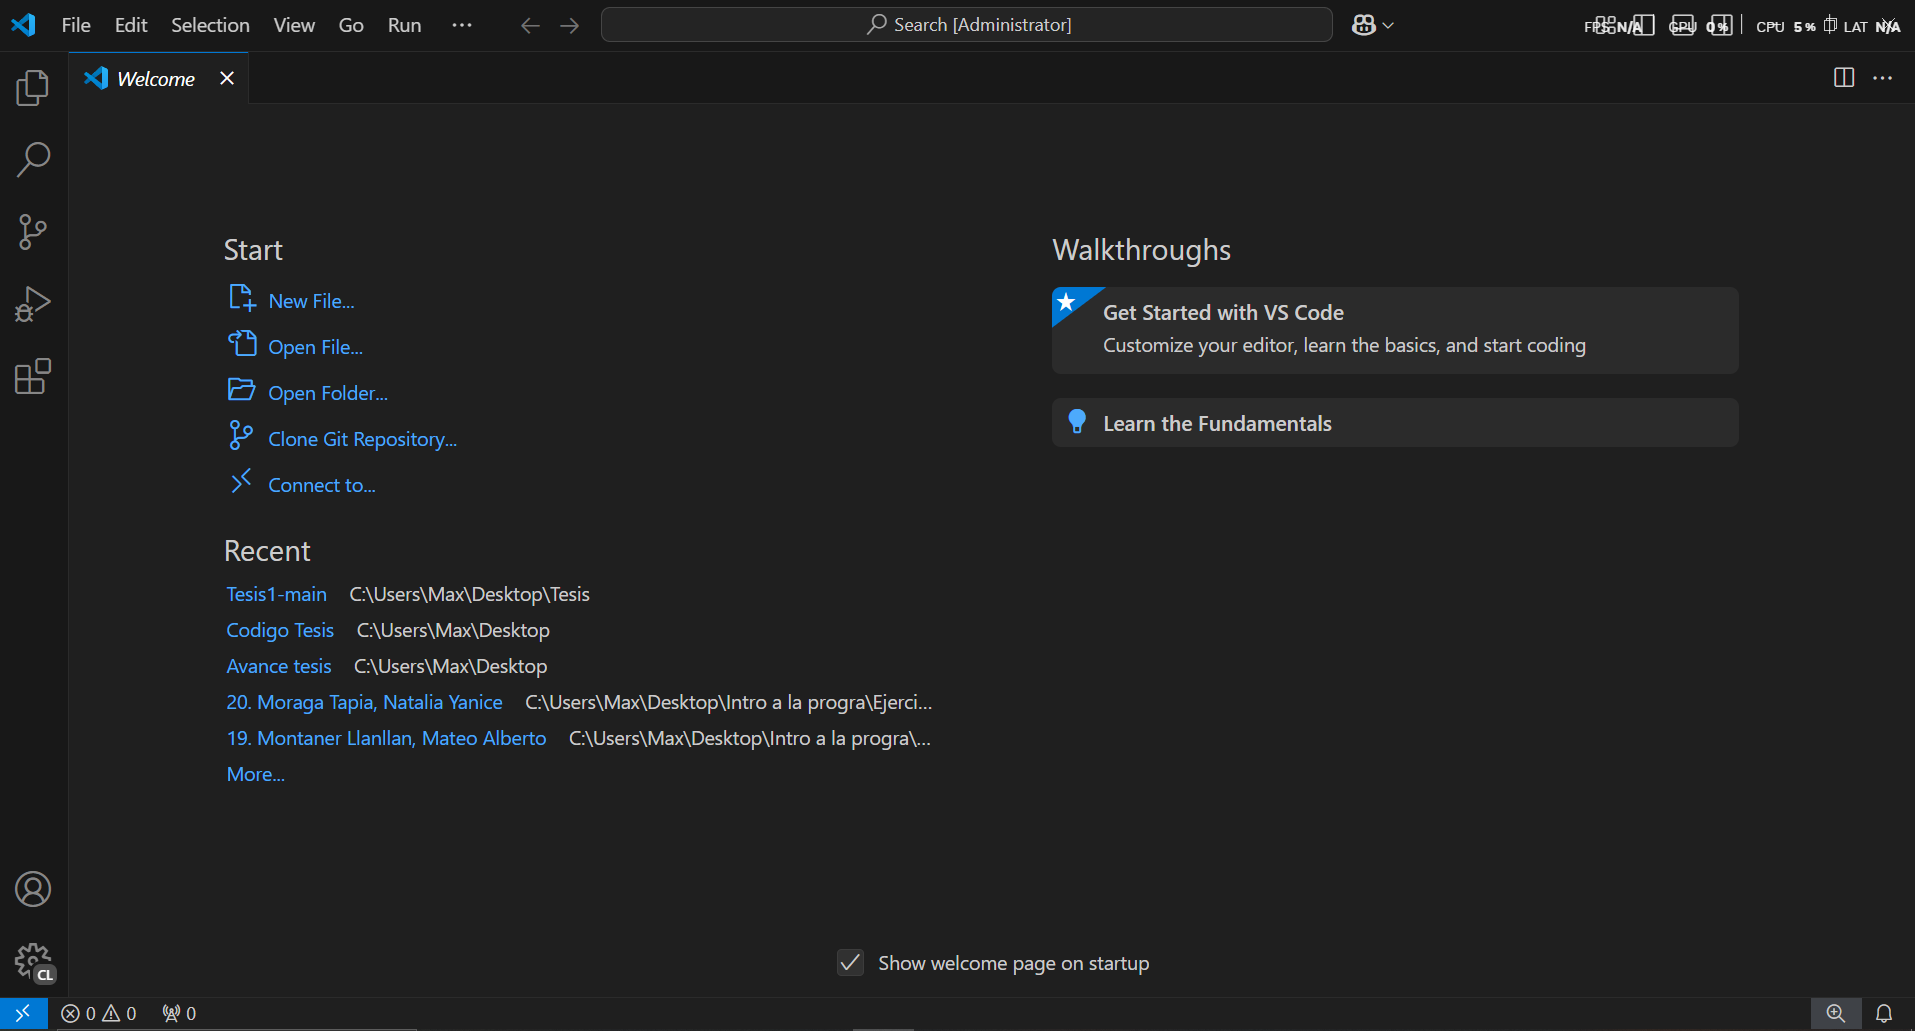 File Edit Selection View Go Run ··· Search [Administrator] FPS N/A GPU 0% CPU 5% LAT N/A
Welcome
Start
New File...
Open File...
Open Folder...
Clone Git Repository...
Connect to...
Recent
Tesis1-main C:\Users\Max\Desktop\Tesis
Codigo Tesis C:\Users\Max\Desktop
Avance tesis C:\Users\Max\Desktop
20. Moraga Tapia, Natalia Yanice C:\Users\Max\Desktop\Intro a la progra\Ejerci...
19. Montaner Llanllan, Mateo Alberto C:\Users\Max\Desktop\Intro a la progra\...
More...
Walkthroughs
Get Started with VS Code
Customize your editor, learn the basics, and start coding
Learn the Fundamentals
Show welcome page on startup
CL
0 0 0